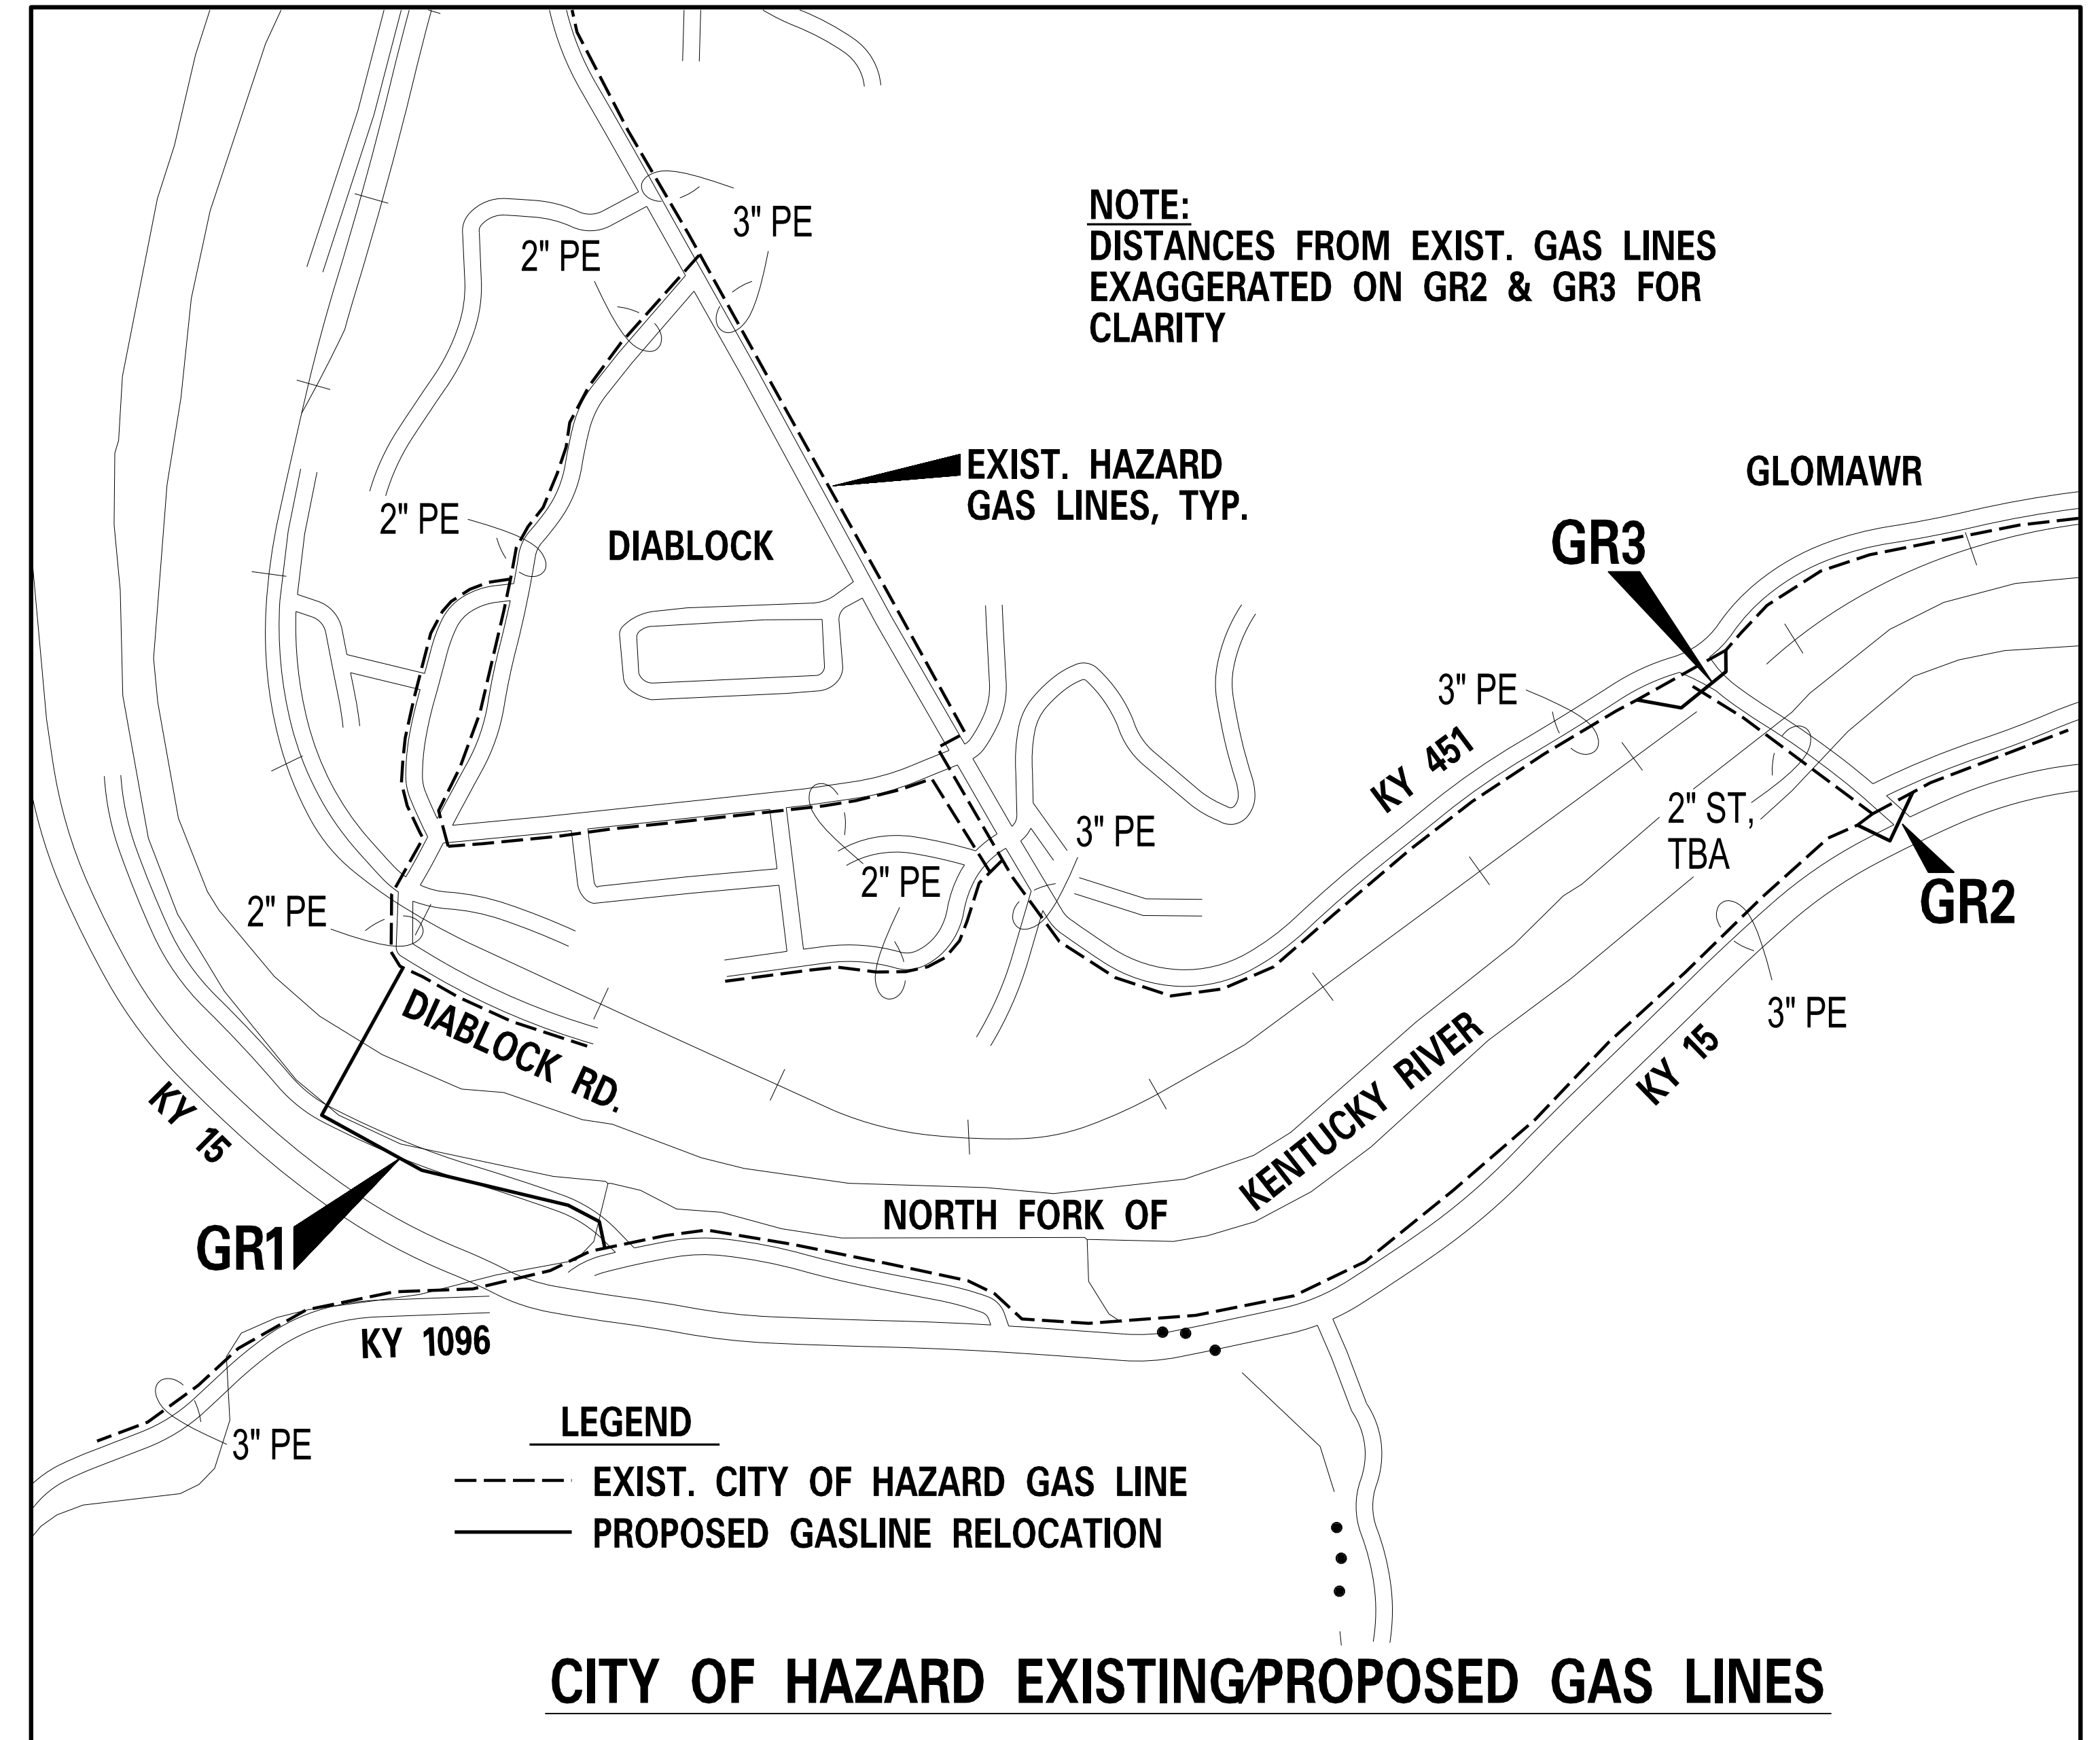 3" PE
2" PE
NOTE:
DISTANCES FROM EXIST. GAS LINES
EXAGGERATED ON GR2 & GR3 FOR
CLARITY
EXIST. HAZARD
GAS LINES, TYP.
GLOMAWR
2" PE
DIABLOCK
GR3
3" PE
KY 451
2" ST,
TBA
3" PE
2" PE
2" PE
GR2
3" PE
DIABLOCK RD.
KY 15
KY 15
KENTUCKY RIVER
NORTH FORK OF
GR1
KY 1096
3" PE
LEGEND
EXIST. CITY OF HAZARD GAS LINE
PROPOSED GASLINE RELOCATION
CITY OF HAZARD EXISTING/PROPOSED GAS LINES